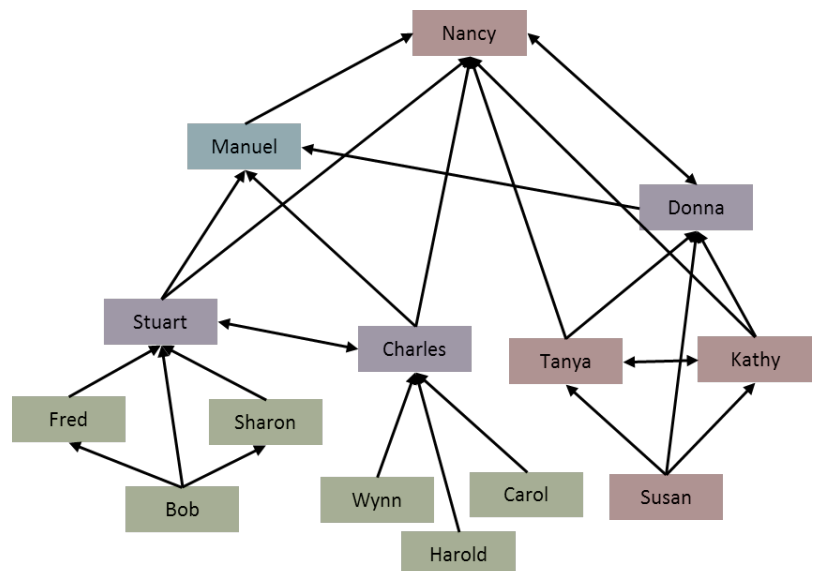 Nancy
Manuel
Donna
Stuart
Charles
Tanya
Kathy
Fred
Sharon
Wynn
Carol
Susan
Bob
Harold